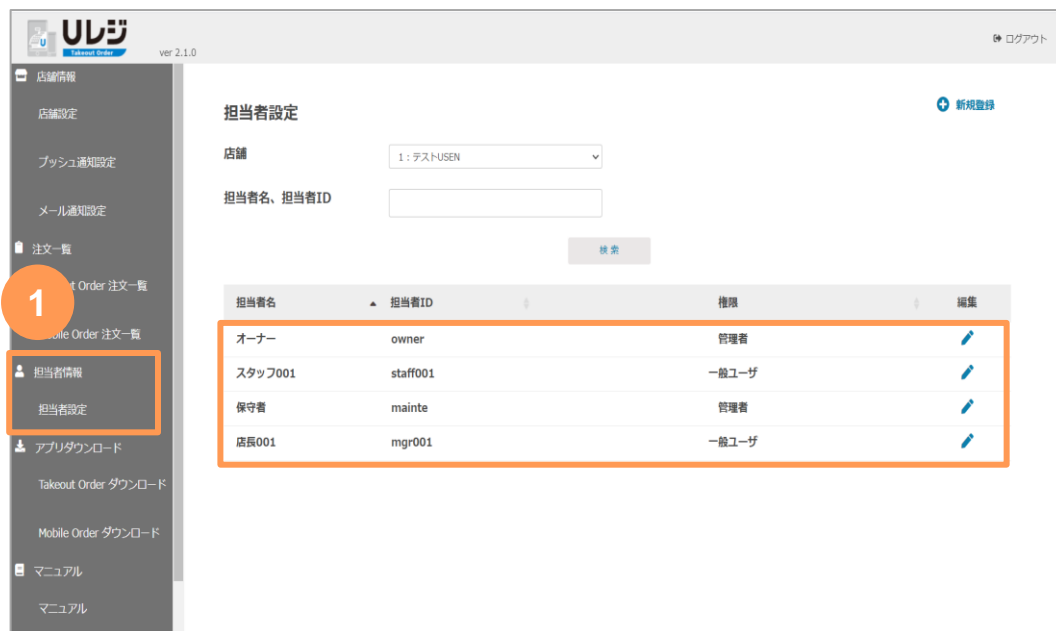 Uレジ
Takeout Order
ver 2.1.0
ログアウト
店舗情報
店舗設定
プッシュ通知設定
メール通知設定
注文一覧
t Order 注文一覧
Order 注文一覧
1
担当者情報
担当者設定
アプリダウンロード
Takeout Order ダウンロード
Mobile Order ダウンロード
マニュアル
マニュアル
担当者設定
新規登録
店舗
1：テストUSEN
担当者名、担当者ID
検索
担当者名 担当者ID 権限 編集
オーナー owner 管理者
スタッフ001 staff001 一般ユーザ
保守者 mainte 管理者
店長001 mgr001 一般ユーザ